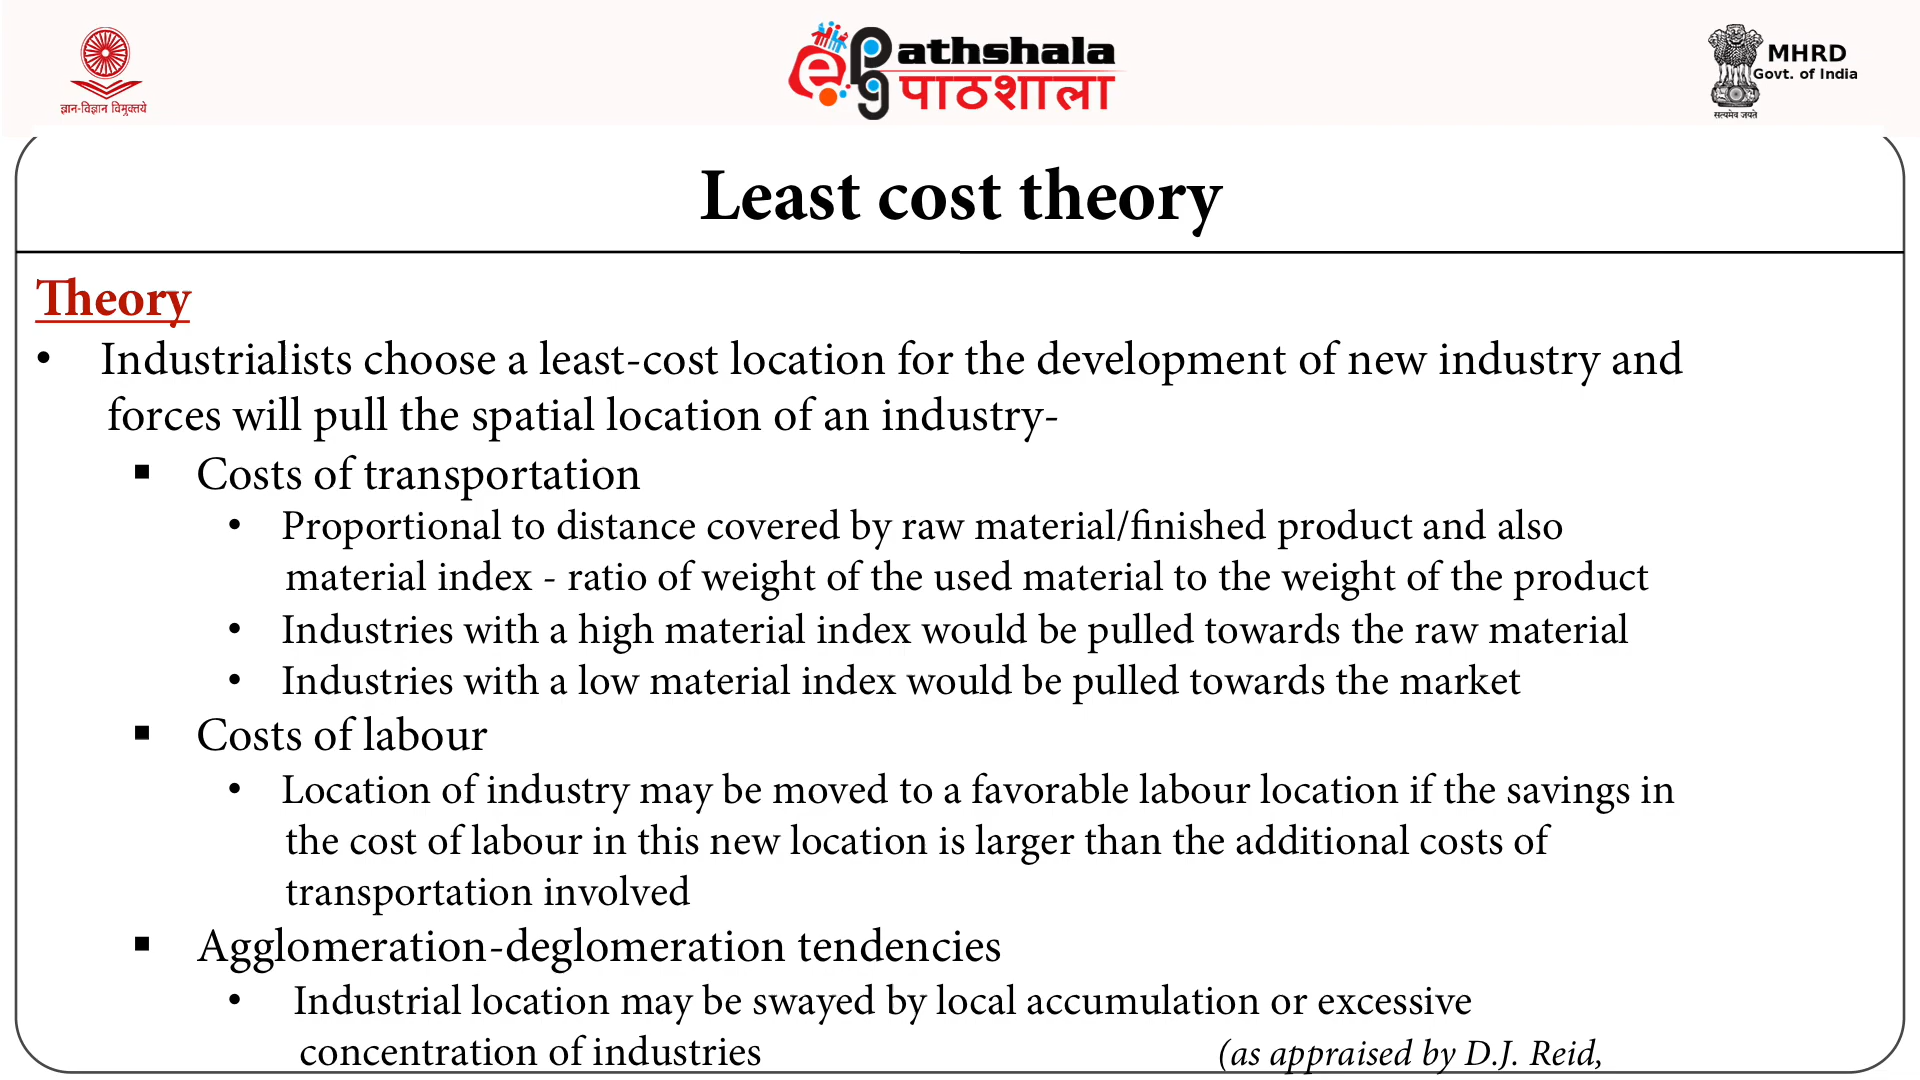 ज्ञान-विज्ञान विमुक्तये
e pg athshala
पाठशाला
MHRD
Govt. of India
सत्यमेव जयते
Least cost theory
Theory
• Industrialists choose a least-cost location for the development of new industry and
forces will pull the spatial location of an industry-
▪ Costs of transportation
• Proportional to distance covered by raw material/finished product and also
material index - ratio of weight of the used material to the weight of the product
• Industries with a high material index would be pulled towards the raw material
• Industries with a low material index would be pulled towards the market
▪ Costs of labour
• Location of industry may be moved to a favorable labour location if the savings in
the cost of labour in this new location is larger than the additional costs of
transportation involved
▪ Agglomeration-deglomeration tendencies
• Industrial location may be swayed by local accumulation or excessive
concentration of industries (as appraised by D.J. Reid,